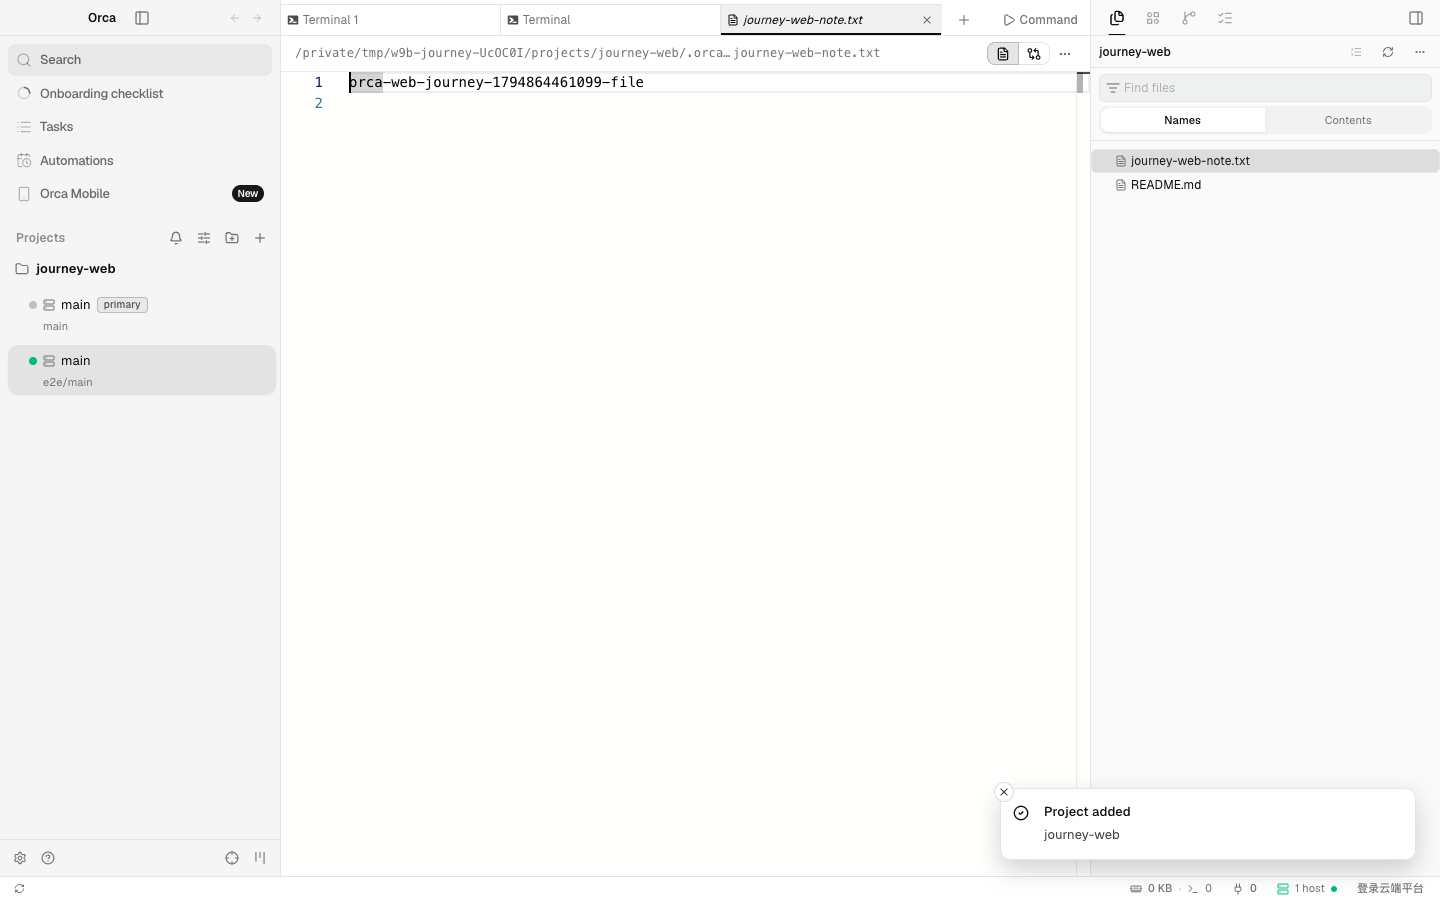 Orca
Search
Onboarding checklist
Tasks
Automations
Orca Mobile
New
Projects
journey-web
main primary
main
main
e2e/main
Terminal 1
Terminal
journey-web-note.txt
Command
/private/tmp/w9b-journey-UcOC0I/projects/journey-web/.orca… journey-web-note.txt
1 orca-web-journey-1794864461099-file
2
journey-web
Find files
Names
Contents
journey-web-note.txt
README.md
Project added
journey-web
0 KB · 0
0
1 host
登录云端平台